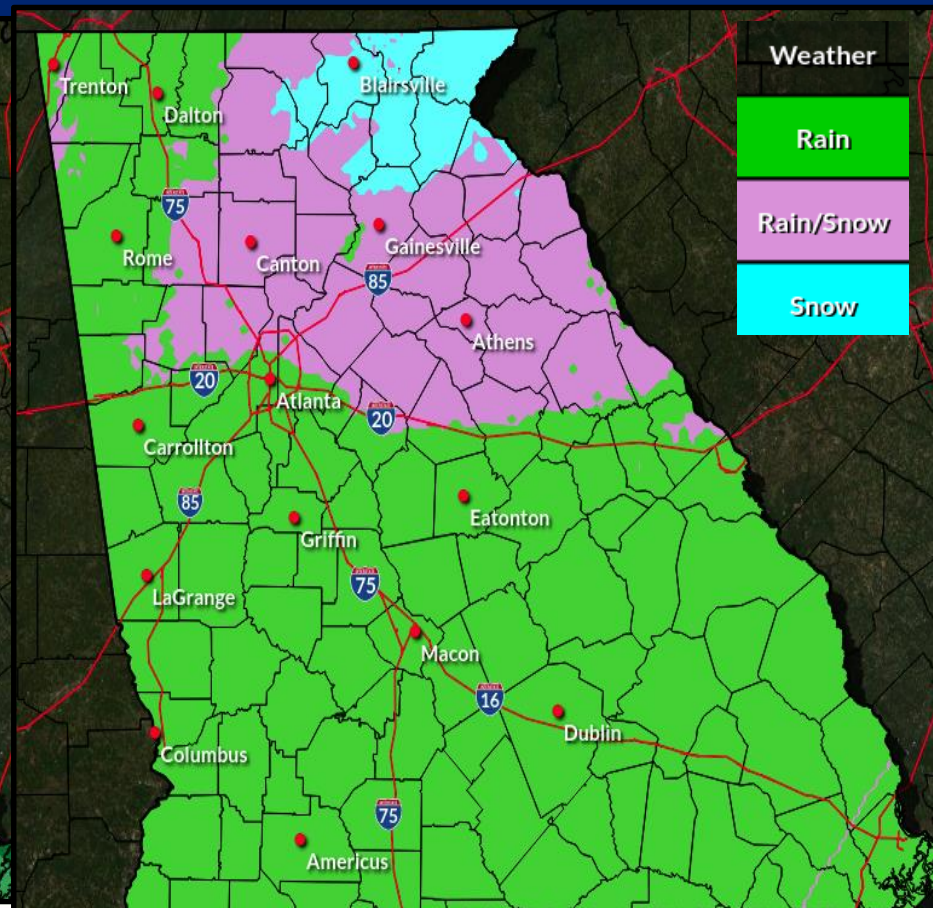 Weather
Rain
Rain/Snow
Snow
Trenton
Blairsville
Dalton
75
Rome
Canton
Gainesville
85
Athens
20
Atlanta
20
Carrollton
85
Eatonton
Griffin
75
LaGrange
Macon
16
Dublin
Columbus
75
Americus